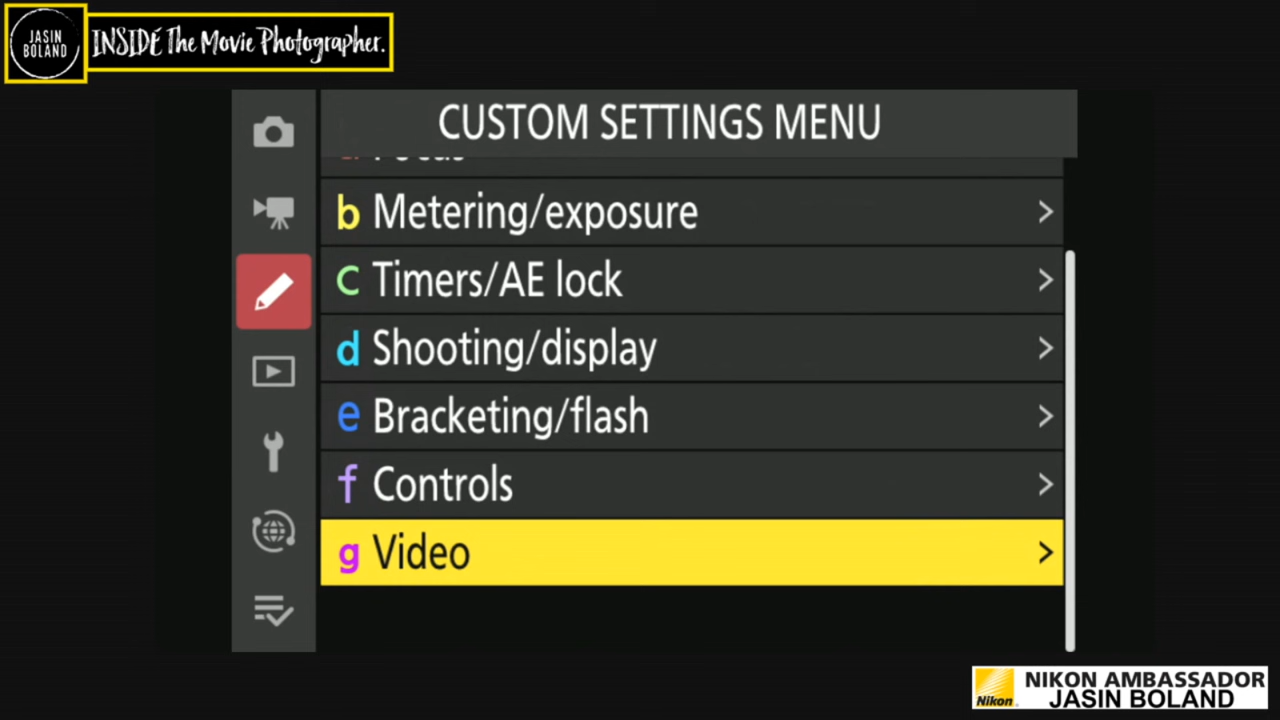 JASIN
BOLAND
INSIDE The Movie Photographer.
CUSTOM SETTINGS MENU
b Metering/exposure
c Timers/AE lock
d Shooting/display
e Bracketing/flash
f Controls
g Video
Nikon
NIKON AMBASSADOR
JASIN BOLAND